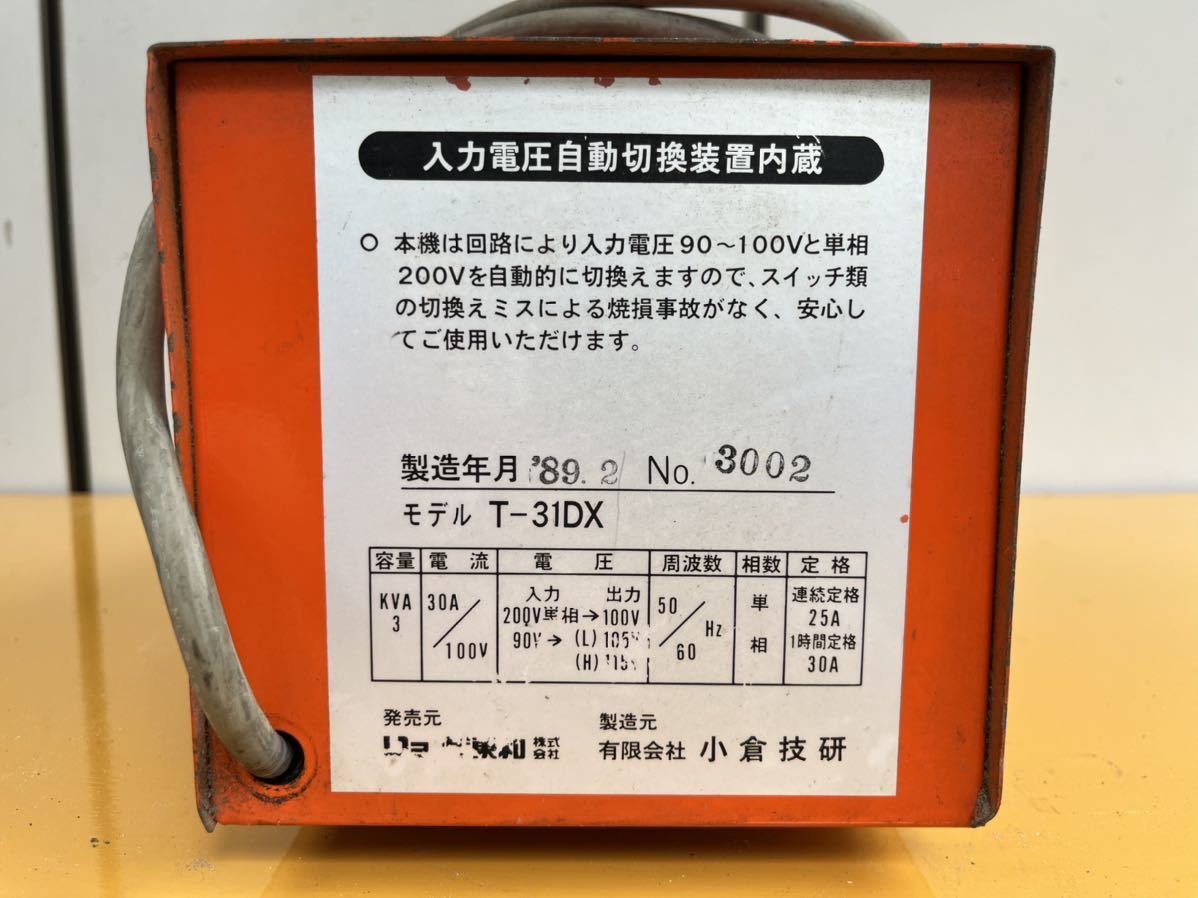 入力電圧自動切換装置内蔵
○ 本機は回路により入力電圧90～100Vと単相
200Vを自動的に切換えますので、スイッチ類
の切換えミスによる焼損事故がなく、安心し
てご使用いただけます。
製造年月 '89.2 No. 3002
モデル T-31DX
容量 電流 電圧 周波数 相数 定格
KVA 3 30A/100V 入力 出力 50/60 Hz 単相 連続定格
200V単相→100V 25A
90V→(L)105V 1時間定格
(H)115V 30A
発売元 製造元
株式会社 有限会社 小倉技研